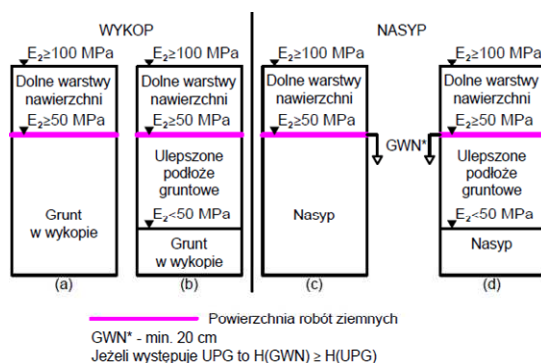 WYKOP
NASYP
E₂≥100 MPa
Dolne warstwy
nawierzchni
E₂≥50 MPa
Grunt
w wykopie
(a)
E₂≥100 MPa
Dolne warstwy
nawierzchni
E₂≥50 MPa
Ulepszone
podłoże
gruntowe
E₂<50 MPa
Grunt
w wykopie
(b)
E₂≥100 MPa
Dolne warstwy
nawierzchni
E₂≥50 MPa
Nasyp
(c)
GWN*
E₂≥100 MPa
Dolne warstwy
nawierzchni
E₂≥50 MPa
Ulepszone
podłoże
gruntowe
E₂<50 MPa
Nasyp
(d)
Powierzchnia robót ziemnych
GWN* - min. 20 cm
Jeżeli występuje UPG to H(GWN) ≥ H(UPG)